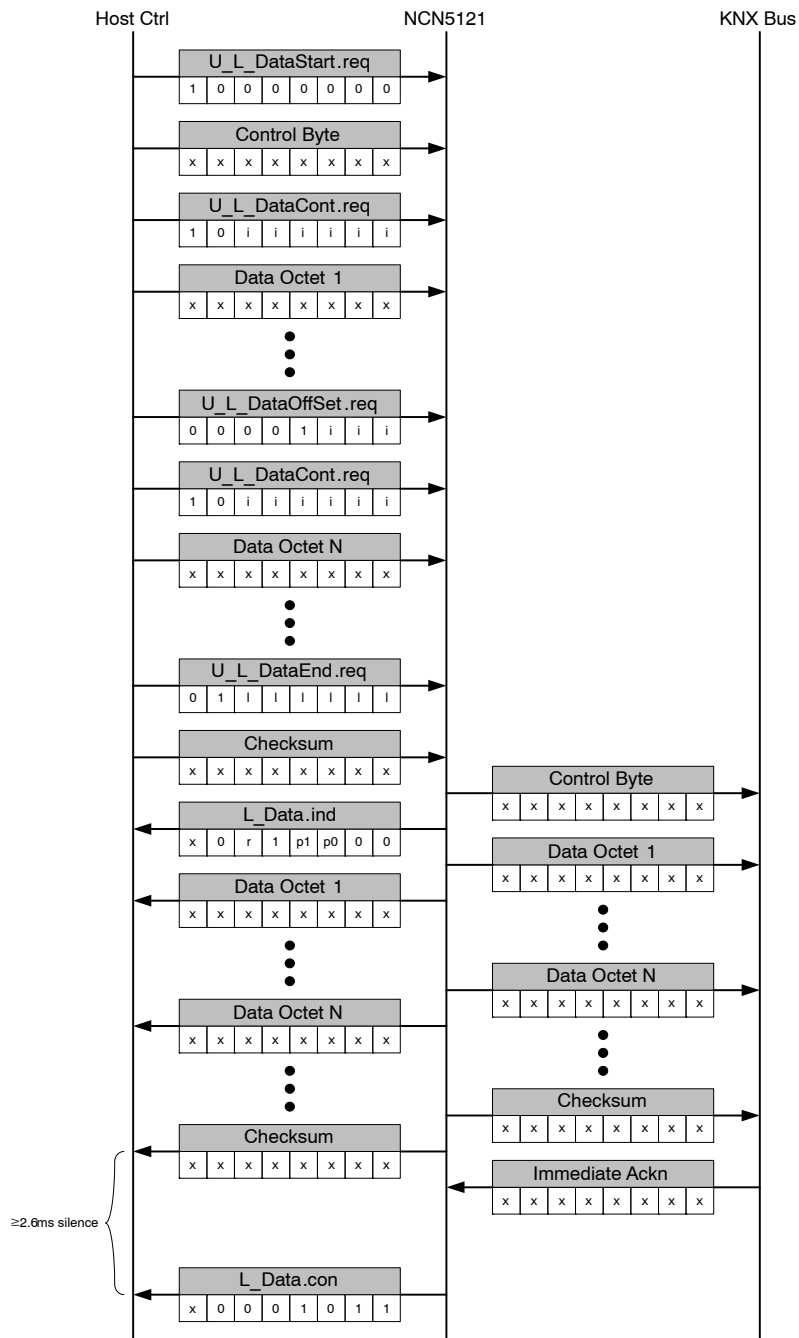 Host Ctrl NCN5121 KNX Bus
U_L_DataStart.req
1 0 0 0 0 0 0 0
Control Byte
x x x x x x x x
U_L_DataCont.req
1 0 i i i i i i
Data Octet 1
x x x x x x x x
U_L_DataOffSet.req
0 0 0 0 1 i i i
U_L_DataCont.req
1 0 i i i i i i
Data Octet N
x x x x x x x x
U_L_DataEnd.req
0 1 l l l l l l
Checksum
x x x x x x x x
Control Byte
x x x x x x x x
L_Data.ind
x 0 r 1 p1 p0 0 0
Data Octet 1
x x x x x x x x
Data Octet 1
x x x x x x x x
Data Octet N
x x x x x x x x
Data Octet N
x x x x x x x x
Checksum
x x x x x x x x
Checksum
x x x x x x x x
Immediate Ackn
x x x x x x x x
≥2.6ms silence
L_Data.con
x 0 0 0 1 0 1 1